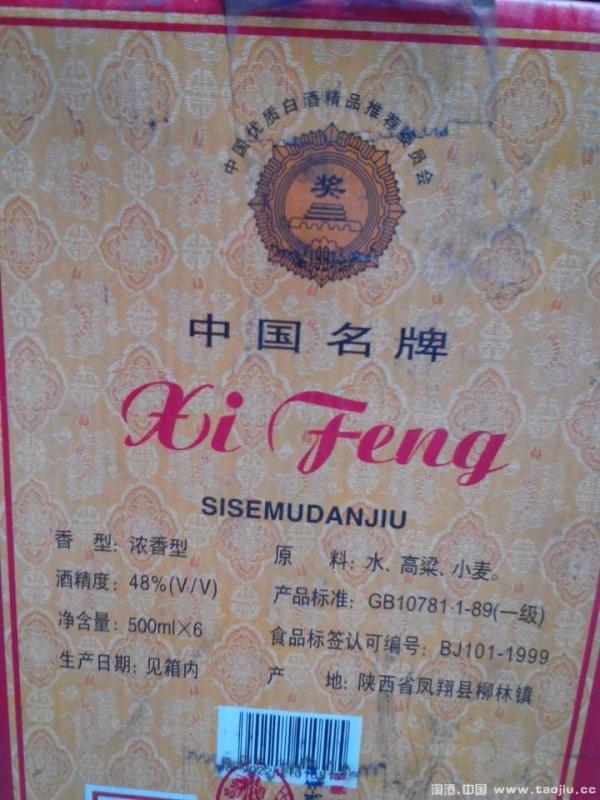 中国优质白酒精品推荐委员会
奖
中国名牌
Xi Feng
SISEMUDANJIU
香 型: 浓香型
酒精度: 48%(V/V)
净含量: 500ml×6
生产日期: 见箱内
原 料: 水、高粱、小麦。
产品标准: GB10781·1-89(一级)
食品标签认可编号: BJ101-1999
产 地: 陕西省凤翔县柳林镇
淘酒.中国 www.taojiu.cc